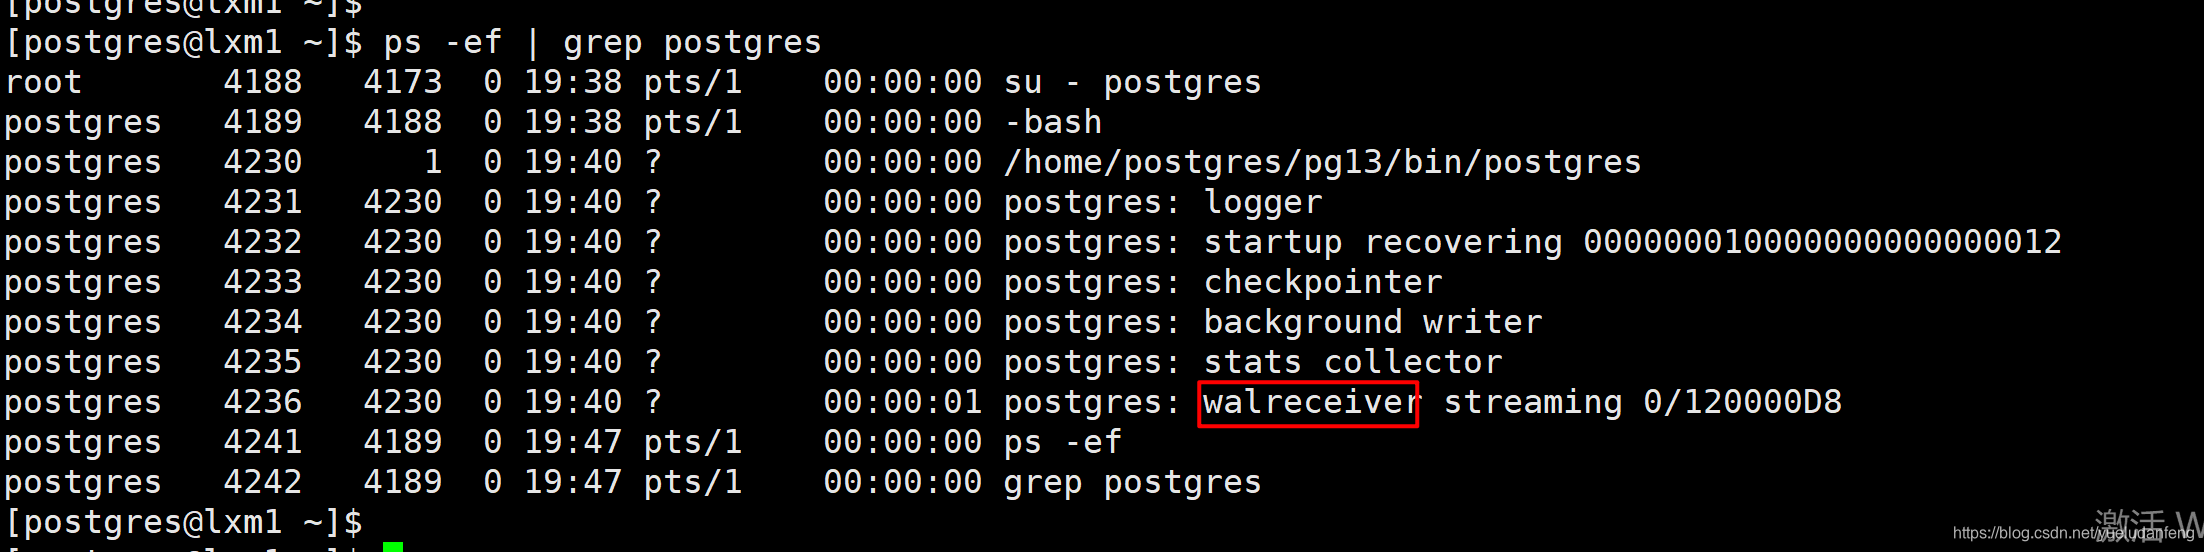 [postgres@lxm1 ~]$
[postgres@lxm1 ~]$ ps -ef | grep postgres
root 4188 4173 0 19:38 pts/1 00:00:00 su - postgres
postgres 4189 4188 0 19:38 pts/1 00:00:00 -bash
postgres 4230 1 0 19:40 ? 00:00:00 /home/postgres/pg13/bin/postgres
postgres 4231 4230 0 19:40 ? 00:00:00 postgres: logger
postgres 4232 4230 0 19:40 ? 00:00:00 postgres: startup recovering 000000010000000000000012
postgres 4233 4230 0 19:40 ? 00:00:00 postgres: checkpointer
postgres 4234 4230 0 19:40 ? 00:00:00 postgres: background writer
postgres 4235 4230 0 19:40 ? 00:00:00 postgres: stats collector
postgres 4236 4230 0 19:40 ? 00:00:01 postgres: walreceiver streaming 0/120000D8
postgres 4241 4189 0 19:47 pts/1 00:00:00 ps -ef
postgres 4242 4189 0 19:47 pts/1 00:00:00 grep postgres
[postgres@lxm1 ~]$
激活 W
https://blog.csdn.net/yueludanfeng